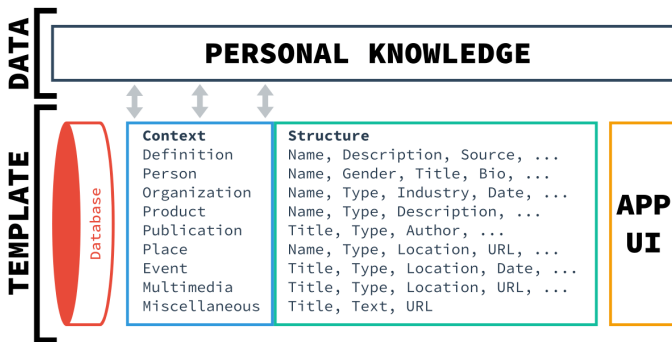 DATA
PERSONAL KNOWLEDGE
TEMPLATE
Database
Context Structure
Definition Name, Description, Source, ...
Person Name, Gender, Title, Bio, ...
Organization Name, Type, Industry, Date, ...
Product Name, Type, Description, ...
Publication Title, Type, Author, ...
Place Name, Type, Location, URL, ...
Event Title, Type, Location, Date, ...
Multimedia Title, Type, Location, URL, ...
Miscellaneous Title, Text, URL
APP
UI